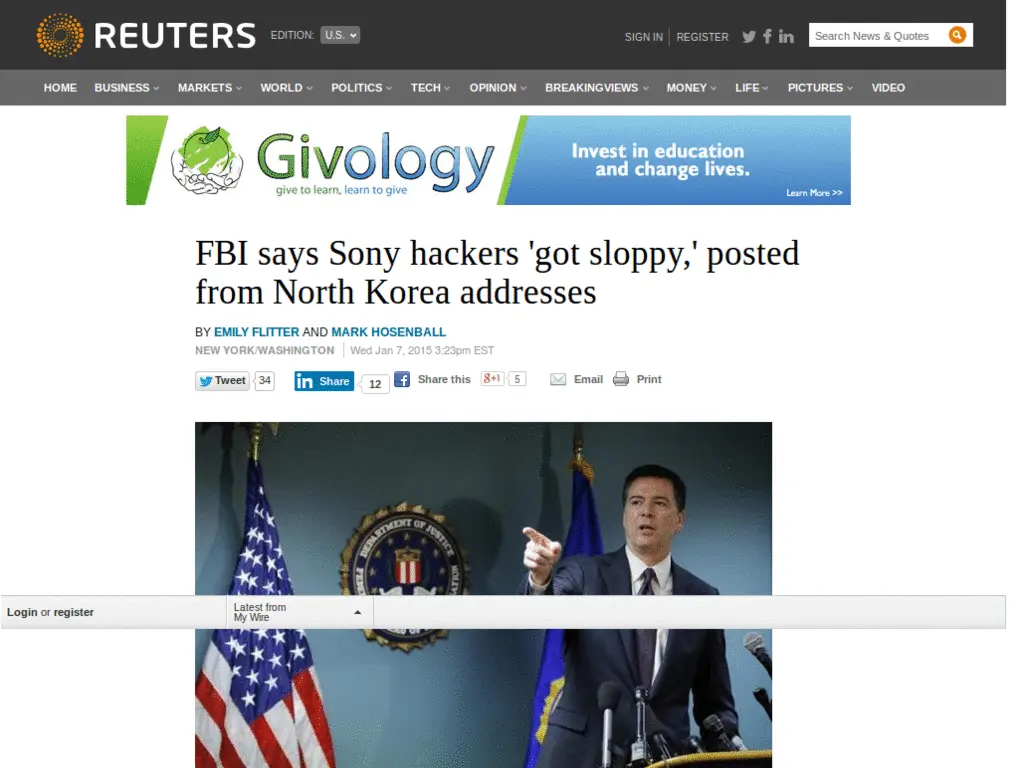 REUTERS
EDITION: U.S.
SIGN IN REGISTER
Search News & Quotes
HOME BUSINESS MARKETS WORLD POLITICS TECH OPINION BREAKINGVIEWS MONEY LIFE PICTURES VIDEO
Givology
give to learn, learn to give
Invest in education
and change lives.
Learn More >>
FBI says Sony hackers 'got sloppy,' posted
from North Korea addresses
BY EMILY FLITTER AND MARK HOSENBALL
NEW YORK/WASHINGTON Wed Jan 7, 2015 3:23pm EST
Tweet 34 in Share 12 Share this 8+1 5 Email Print
DEPARTMENT OF JUSTICE
Login or register
Latest from
My Wire